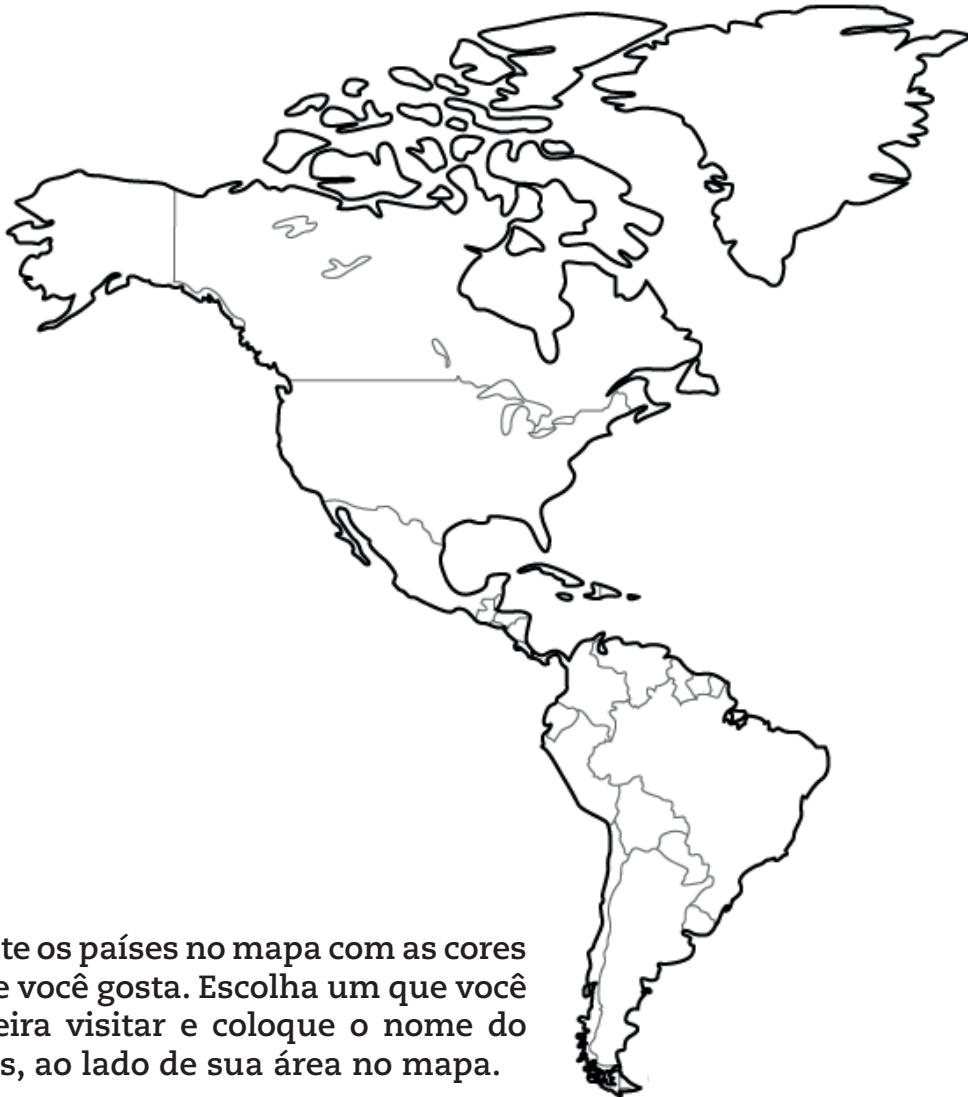 te os países no mapa com as cores
e você gosta. Escolha um que você
eira visitar e coloque o nome do
s, ao lado de sua área no mapa.